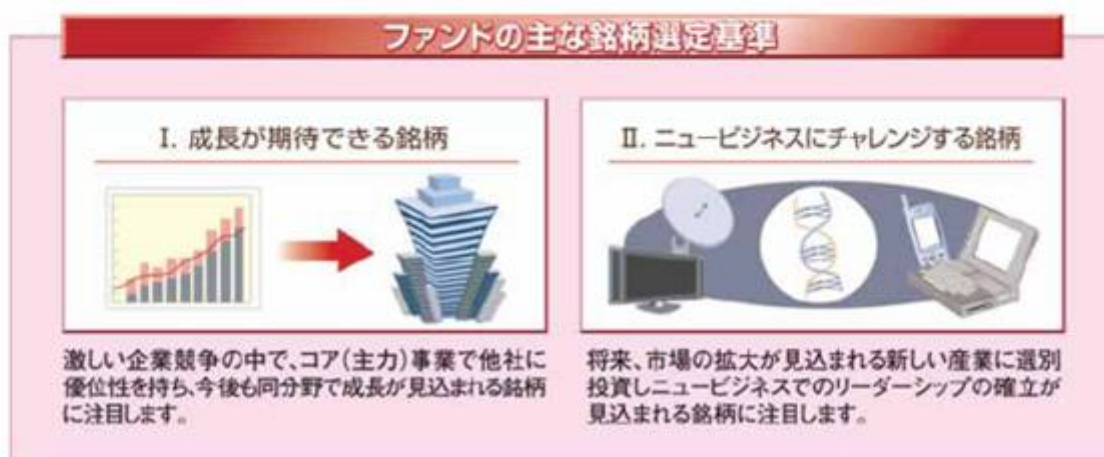 ファンドの主な銘柄選定基準
Ⅰ. 成長が期待できる銘柄
激しい企業競争の中で、コア(主力)事業で他社に
優位性を持ち、今後も同分野で成長が見込まれる銘柄
に注目します。
Ⅱ. ニュービジネスにチャレンジする銘柄
将来、市場の拡大が見込まれる新しい産業に選別
投資しニュービジネスでのリーダーシップの確立が
見込まれる銘柄に注目します。